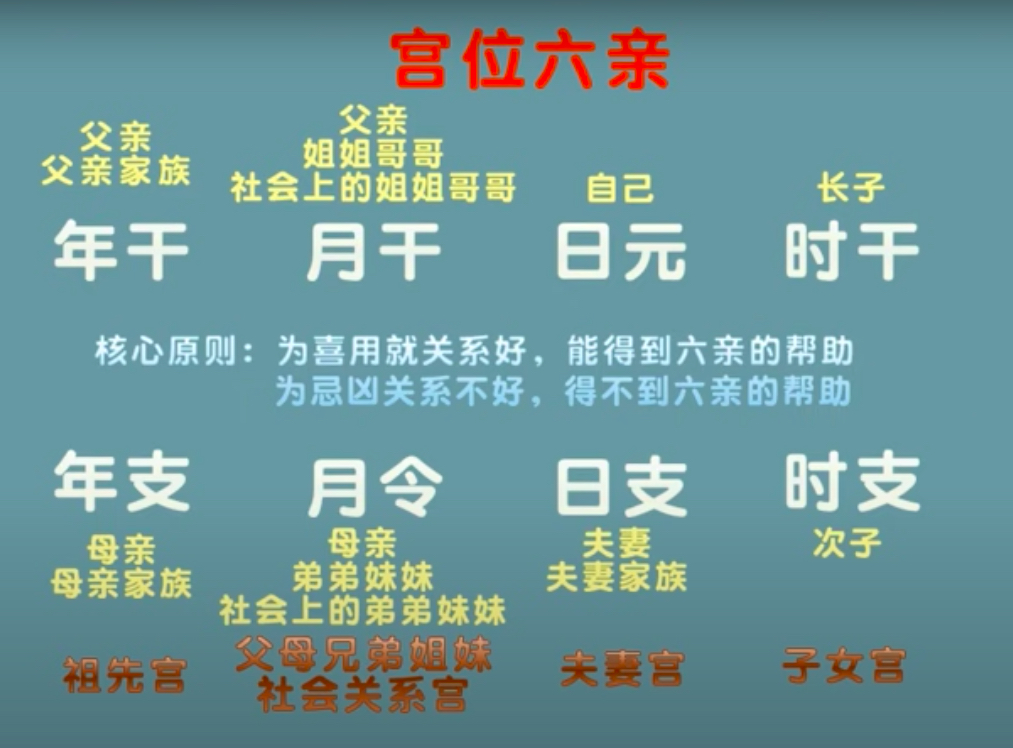 宫位六亲
父亲
父亲家族
父亲
姐姐哥哥
社会上的姐姐哥哥
自己
长子
年干 月干 日元 时干
核心原则：为喜用就关系好，能得到六亲的帮助
为忌凶关系不好，得不到六亲的帮助
年支 月令 日支 时支
母亲
母亲家族
母亲
弟弟妹妹
社会上的弟弟妹妹
夫妻
夫妻家族
次子
祖先宫
父母兄弟姐妹
社会关系宫
夫妻宫
子女宫